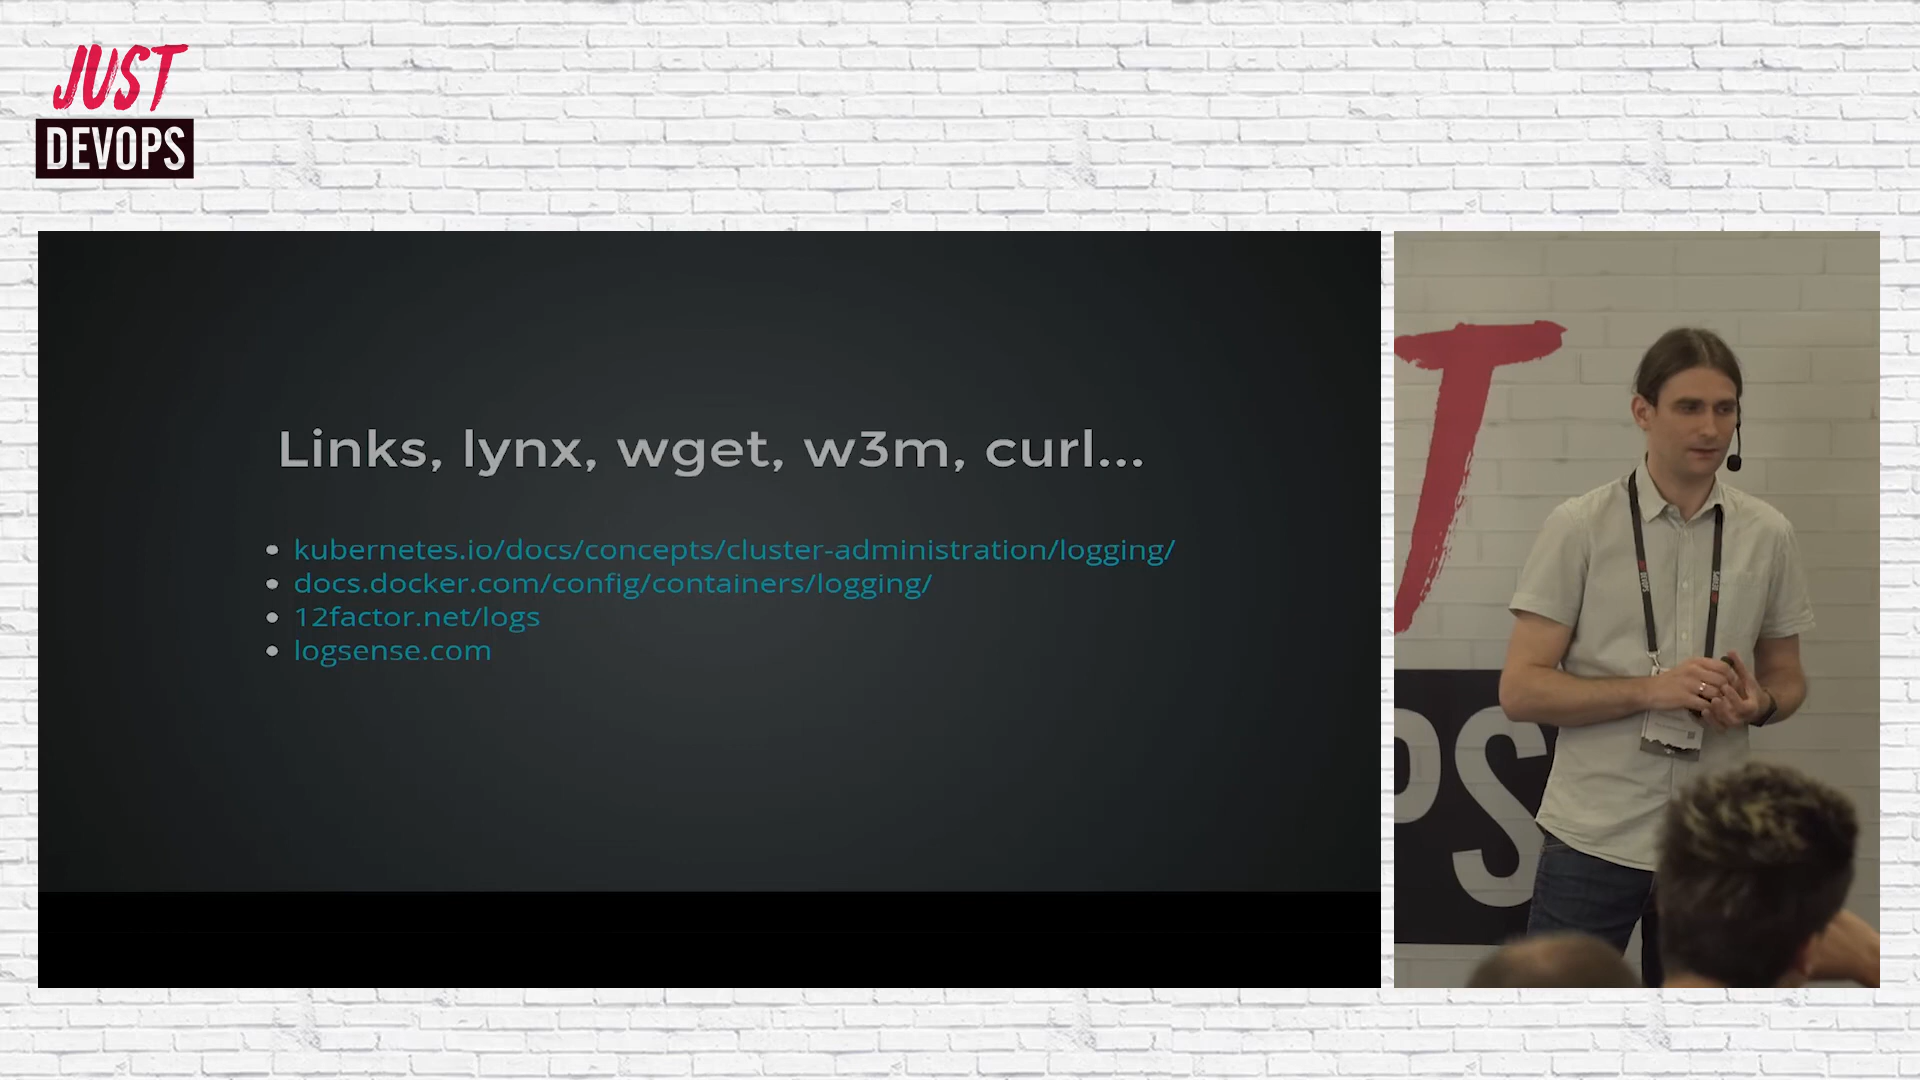 JUST
DEVOPS
Links, lynx, wget, w3m, curl...
kubernetes.io/docs/concepts/cluster-administration/logging/
docs.docker.com/config/containers/logging/
12factor.net/logs
logsense.com
T
PS